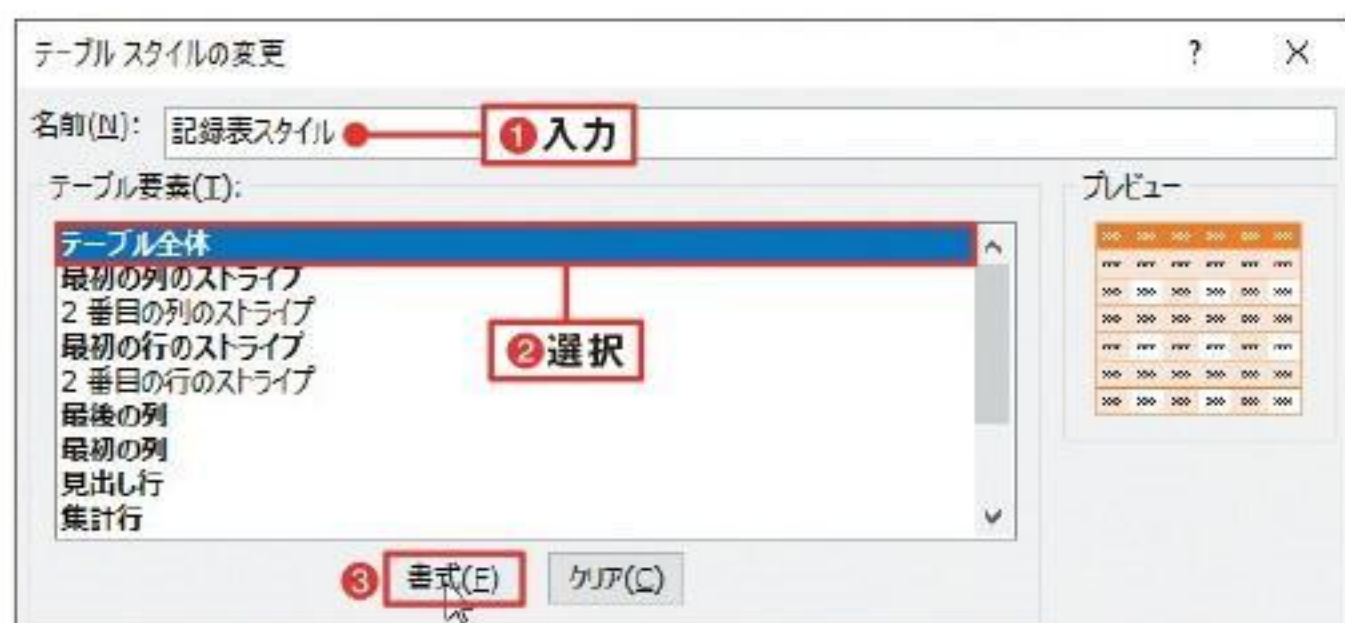 テーブル スタイルの変更
名前(N): 記録表スタイル ❶入力
テーブル要素(T):
プレビュー
テーブル全体
最初の列のストライプ
2 番目の列のストライプ
最初の行のストライプ
❷選択
2 番目の行のストライプ
最後の列
最初の列
見出し行
集計行
❸ 書式(F) クリア(C)